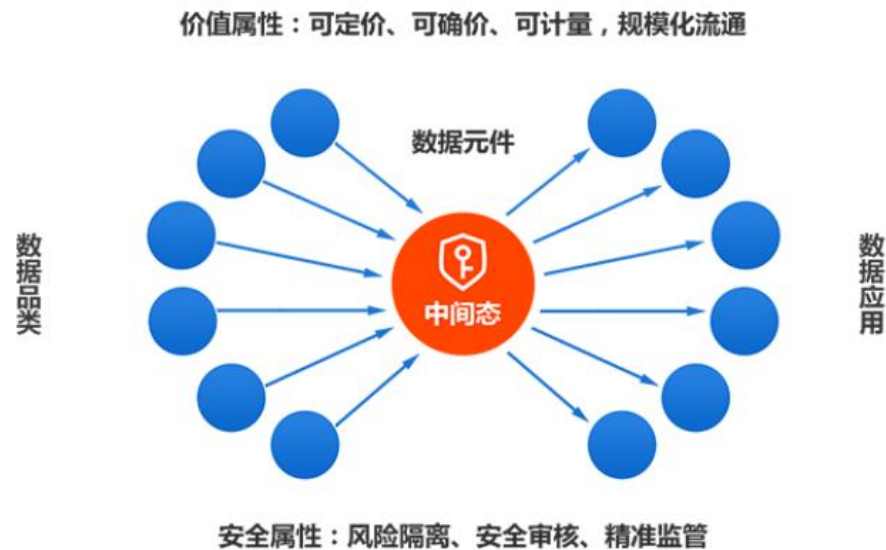 价值属性：可定价、可确价、可计量，规模化流通
数据元件
数据品类
中间态
数据应用
安全属性：风险隔离、安全审核、精准监管